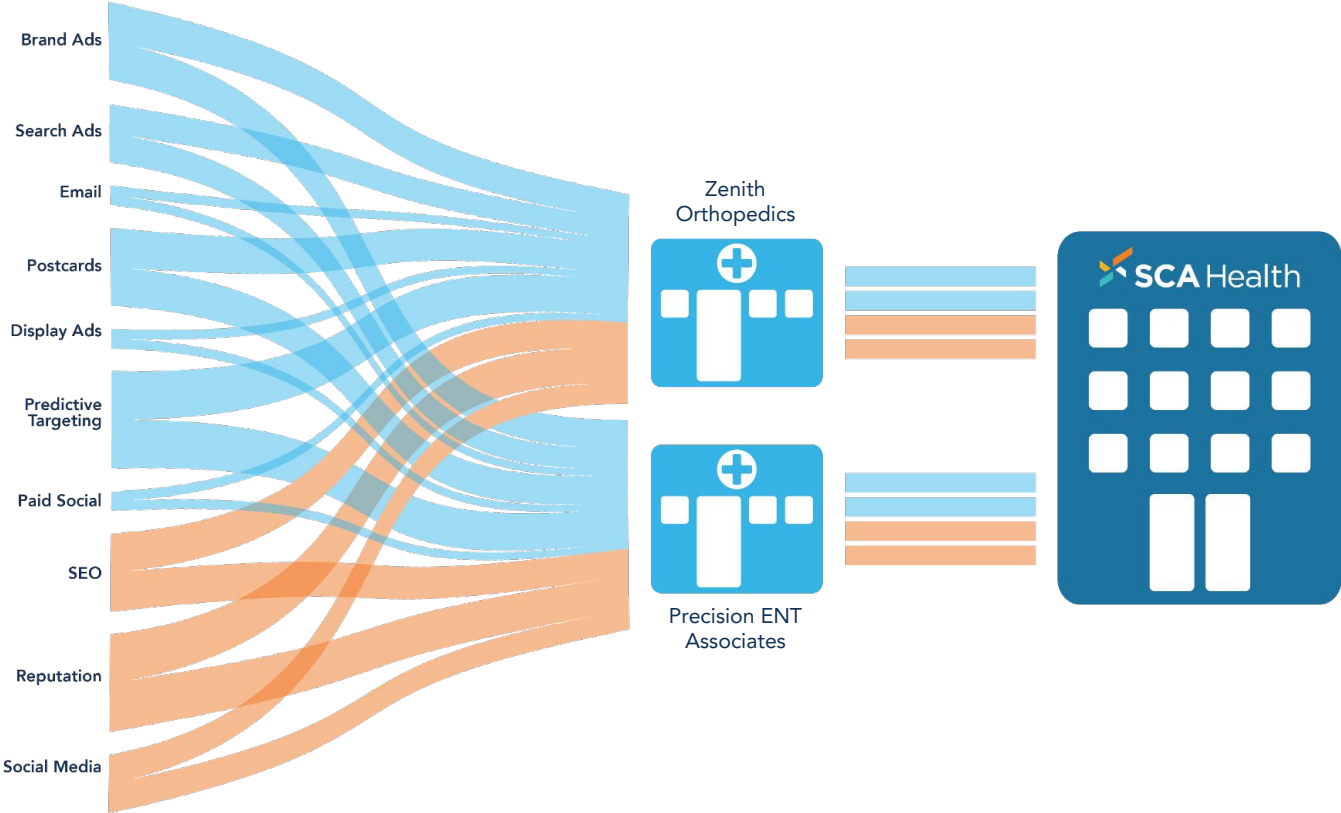 Brand Ads
Search Ads
Email
Postcards
Display Ads
Predictive
Targeting
Paid Social
SEO
Reputation
Social Media
Zenith
Orthopedics
Precision ENT
Associates
SCA Health